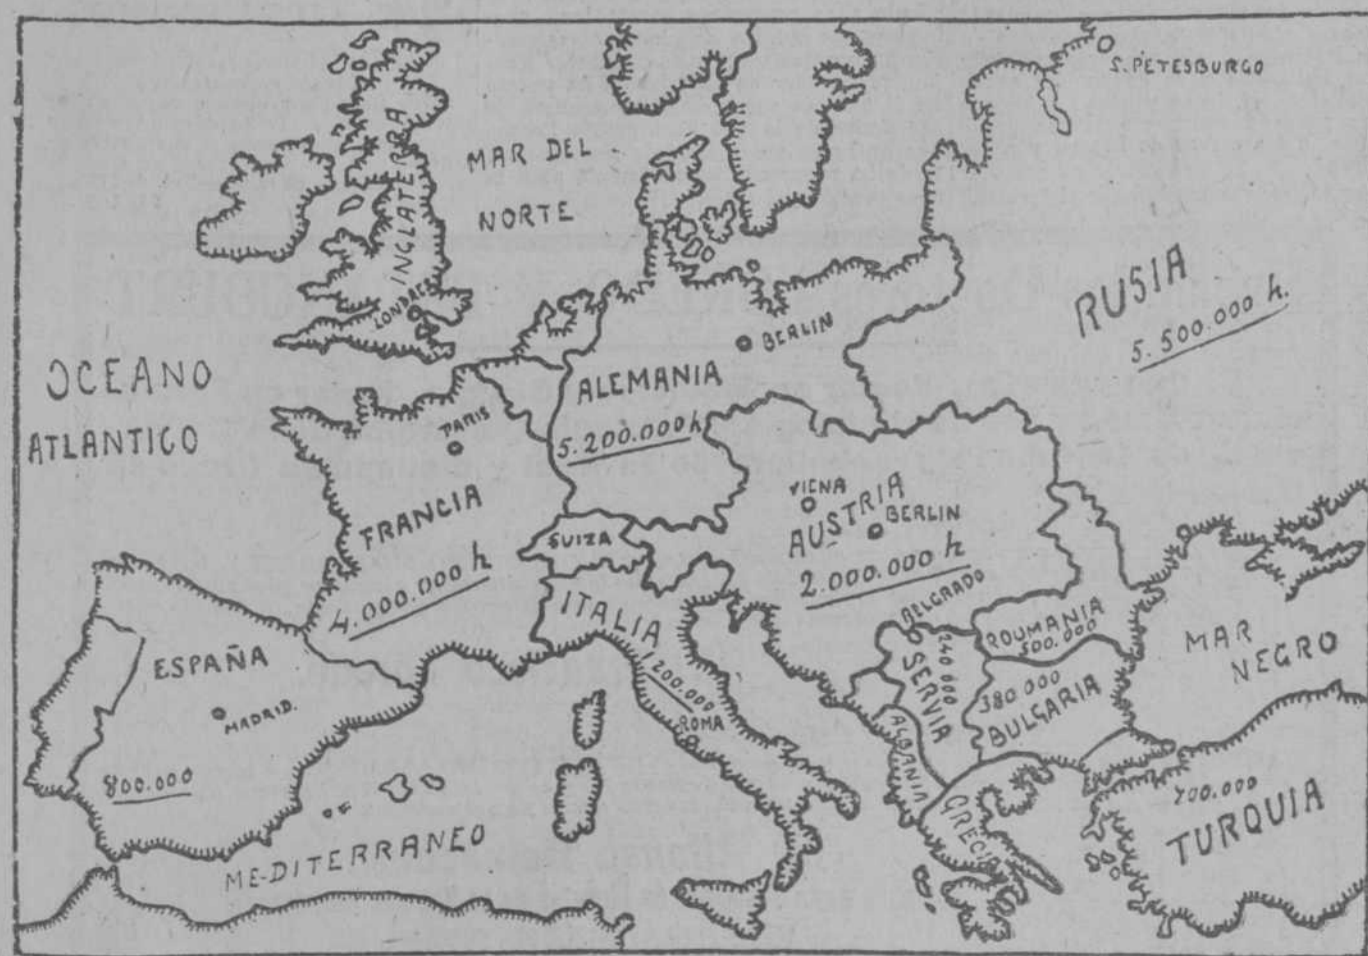 S. PETESBURGO
MAR DEL
NORTE
INGLATERRA
LONDRES
RUSIA
5.500.000 h.
BERLIN
OCEANO
ATLANTICO
ALEMANIA
5.200.000 h
PARIS
FRANCIA
4.000.000 h
VIENA
AUSTRIA
BERLIN
2.000.000 h
SUIZA
ITALIA
1 200.000
ROMA
BELGRADO
240 000
SERVIA
ROUMANIA
500.000
380 000
BULGARIA
MAR
NEGRO
ESPAÑA
MADRID.
800.000
ALBANIA
GRECIA
700.000
TURQUIA
MEDITERRANEO